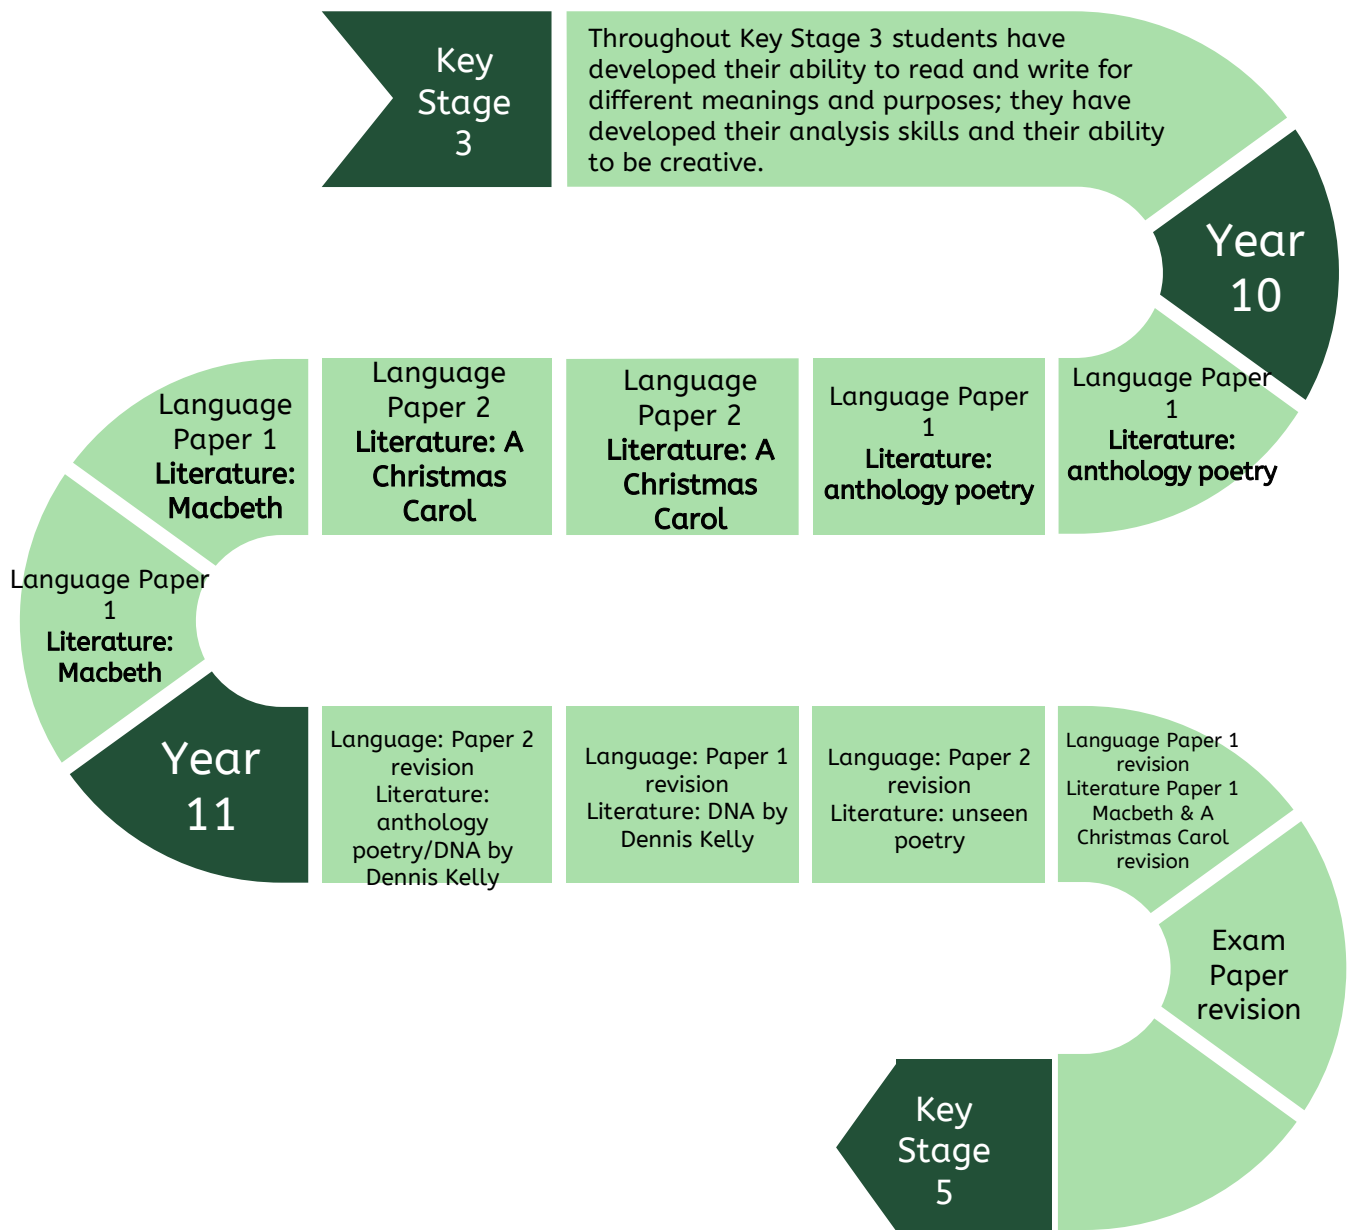 Key
Stage
3
Throughout Key Stage 3 students have
developed their ability to read and write for
different meanings and purposes; they have
developed their analysis skills and their ability
to be creative.
Year
10
Language Paper
1
Literature:
anthology poetry
Language Paper
1
Literature:
anthology poetry
Language
Paper 2
Literature: A
Christmas
Carol
Language
Paper 2
Literature: A
Christmas
Carol
Language
Paper 1
Literature:
Macbeth
Language Paper
1
Literature:
Macbeth
Year
11
Language: Paper 2
revision
Literature:
anthology
poetry/DNA by
Dennis Kelly
Language: Paper 1
revision
Literature: DNA by
Dennis Kelly
Language: Paper 2
revision
Literature: unseen
poetry
Language Paper 1
revision
Literature Paper 1
Macbeth & A
Christmas Carol
revision
Exam
Paper
revision
Key
Stage
5